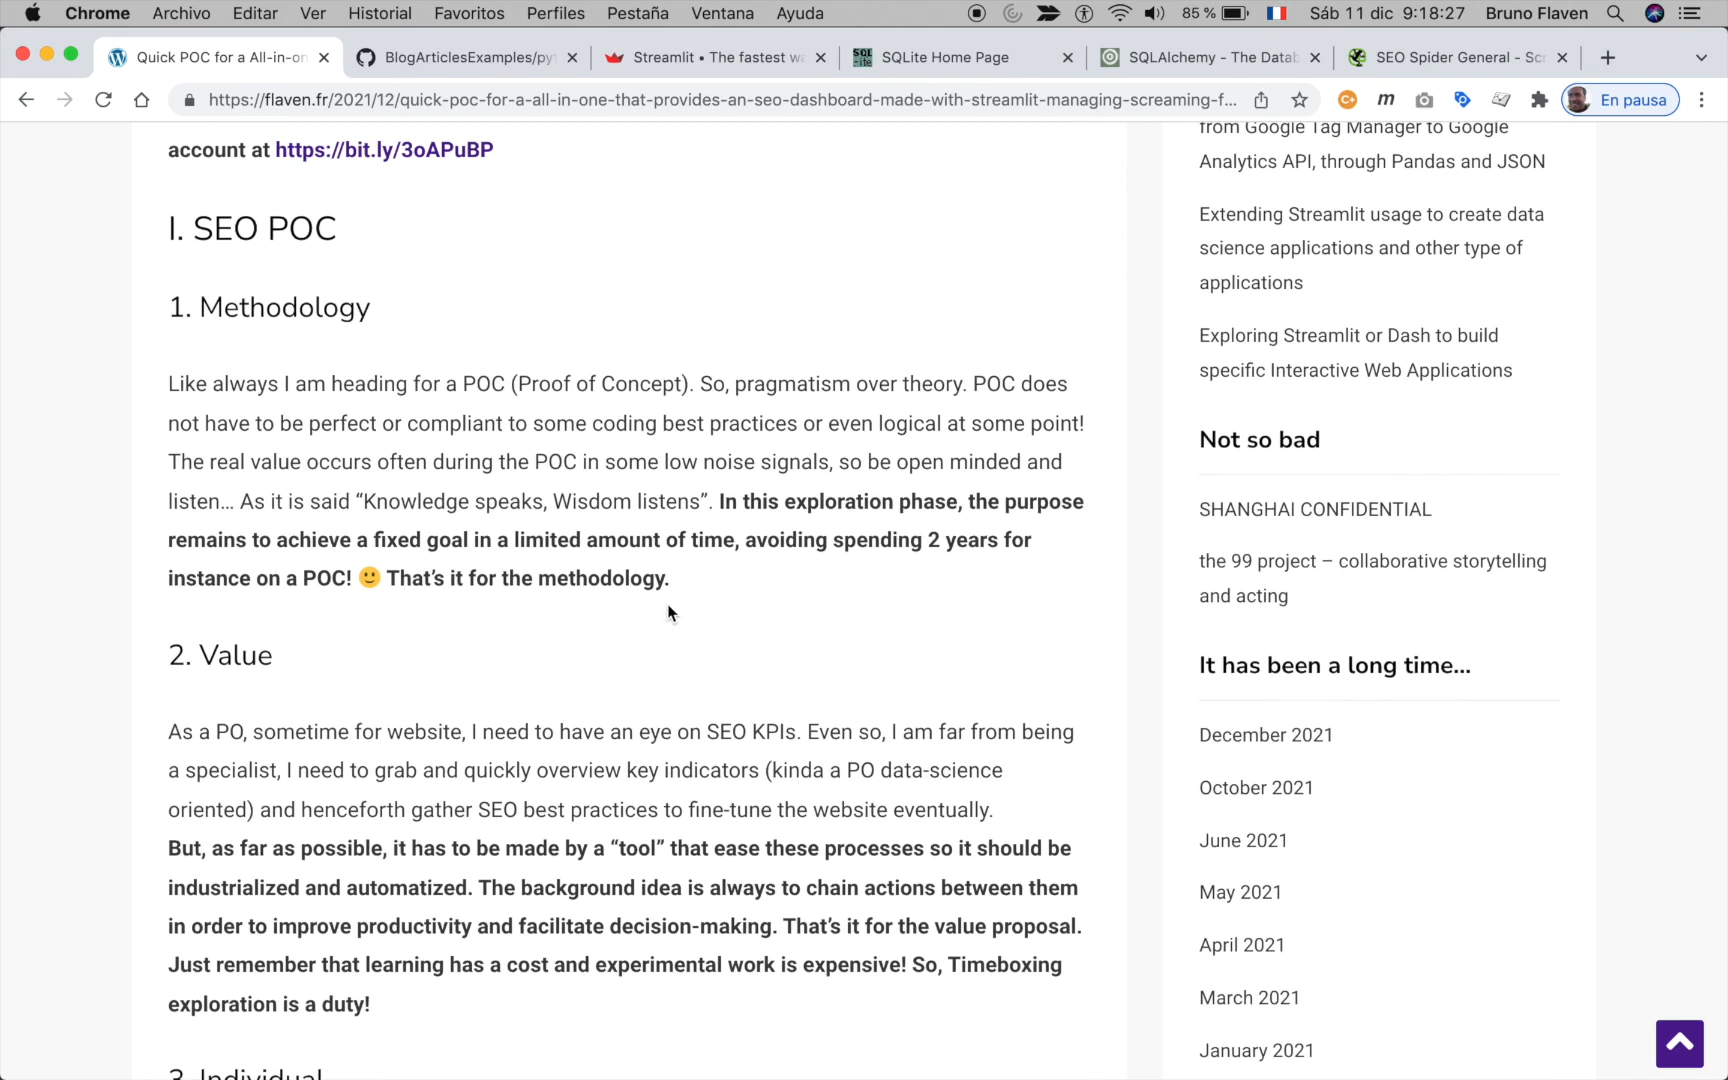 Chrome Archivo Editar Ver Historial Favoritos Perfiles Pestaña Ventana Ayuda 85 % Sáb 11 dic 9:18:27 Bruno Flaven
Quick POC for a All-in-on BlogArticlesExamples/py Streamlit • The fastest wa SQLite Home Page SQLAlchemy - The Datab SEO Spider General - Scr
https://flaven.fr/2021/12/quick-poc-for-a-all-in-one-that-provides-an-seo-dashboard-made-with-streamlit-managing-screaming-f... En pausa
account at https://bit.ly/3oAPuBP
I. SEO POC
1. Methodology
Like always I am heading for a POC (Proof of Concept). So, pragmatism over theory. POC does
not have to be perfect or compliant to some coding best practices or even logical at some point!
The real value occurs often during the POC in some low noise signals, so be open minded and
listen… As it is said “Knowledge speaks, Wisdom listens”. In this exploration phase, the purpose
remains to achieve a fixed goal in a limited amount of time, avoiding spending 2 years for
instance on a POC! 🙂 That’s it for the methodology.
2. Value
As a PO, sometime for website, I need to have an eye on SEO KPIs. Even so, I am far from being
a specialist, I need to grab and quickly overview key indicators (kinda a PO data-science
oriented) and henceforth gather SEO best practices to fine-tune the website eventually.
But, as far as possible, it has to be made by a “tool” that ease these processes so it should be
industrialized and automatized. The background idea is always to chain actions between them
in order to improve productivity and facilitate decision-making. That’s it for the value proposal.
Just remember that learning has a cost and experimental work is expensive! So, Timeboxing
exploration is a duty!
3. Individual
from Google Tag Manager to Google
Analytics API, through Pandas and JSON
Extending Streamlit usage to create data
science applications and other type of
applications
Exploring Streamlit or Dash to build
specific Interactive Web Applications
Not so bad
SHANGHAI CONFIDENTIAL
the 99 project – collaborative storytelling
and acting
It has been a long time…
December 2021
October 2021
June 2021
May 2021
April 2021
March 2021
January 2021